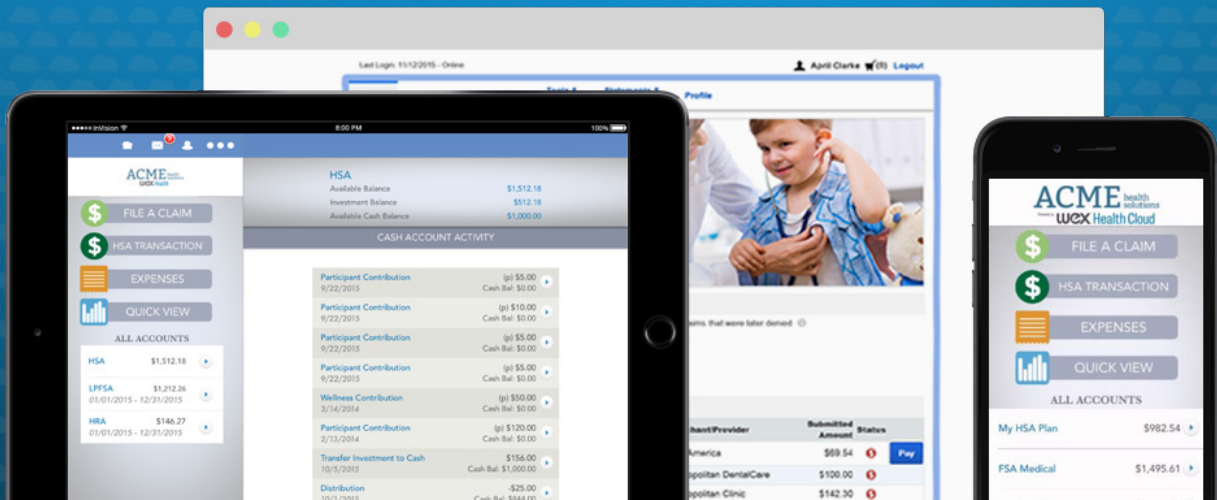 Last Login: 11/12/2015 - Online
April Clarke (0) Logout
Profile
InVision
8:00 PM
100%
3
ACME health solutions
wex Health
FILE A CLAIM
HSA TRANSACTION
EXPENSES
QUICK VIEW
ALL ACCOUNTS
HSA $1,512.18
LPFSA $1,212.26
01/01/2015 - 12/31/2015
HRA $146.27
01/01/2015 - 12/31/2015
HSA
Available Balance $1,512.18
Investment Balance $512.18
Available Cash Balance $1,000.00
CASH ACCOUNT ACTIVITY
Participant Contribution (p) $5.00
9/22/2015 Cash Bal: $0.00
Participant Contribution (p) $10.00
9/22/2015 Cash Bal: $0.00
Participant Contribution (p) $5.00
9/22/2015 Cash Bal: $0.00
Participant Contribution (p) $5.00
9/22/2015 Cash Bal: $0.00
Wellness Contribution (p) $50.00
3/14/2014 Cash Bal: $0.00
Participant Contribution (p) $120.00
2/13/2014 Cash Bal: $0.00
Transfer Investment to Cash $156.00
10/5/2015 Cash Bal: $1,000.00
Distribution -$25.00
that were later denied
Submitted
Amount Status
America $69.54 Pay
DentalCare $100.00
Clinic $142.30
ACME health solutions
Powered by wex Health Cloud
FILE A CLAIM
HSA TRANSACTION
EXPENSES
QUICK VIEW
ALL ACCOUNTS
My HSA Plan $982.54
FSA Medical $1,495.61